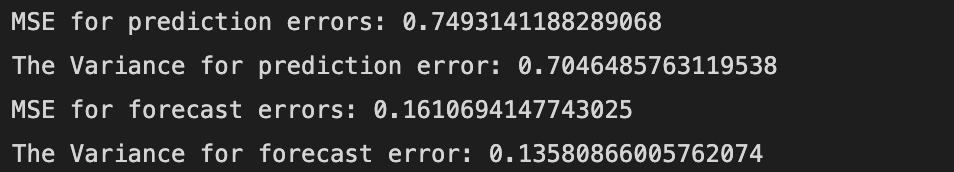 MSE for prediction errors: 0.7493141188289068
The Variance for prediction error: 0.7046485763119538
MSE for forecast errors: 0.1610694147743025
The Variance for forecast error: 0.13580866005762074